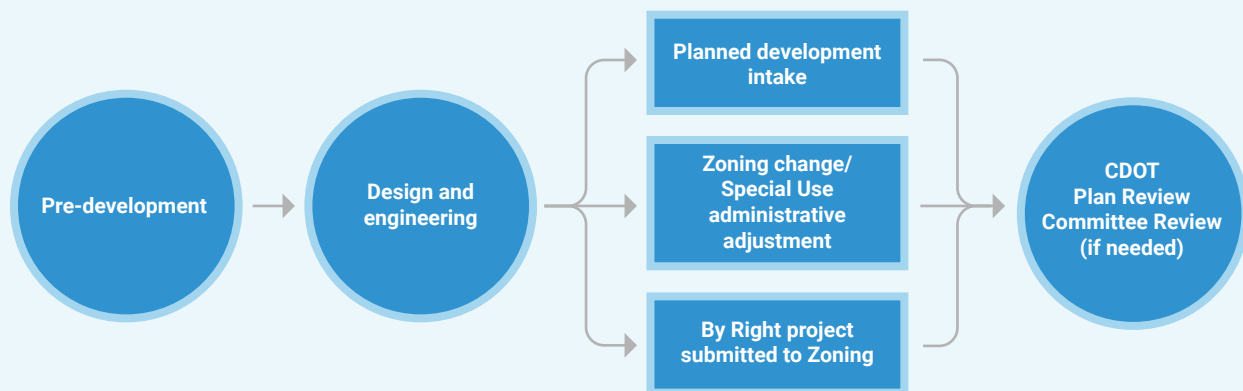 Pre-development
Design and
engineering
Planned development
intake
Zoning change/
Special Use
administrative
adjustment
By Right project
submitted to Zoning
CDOT
Plan Review
Committee Review
(if needed)